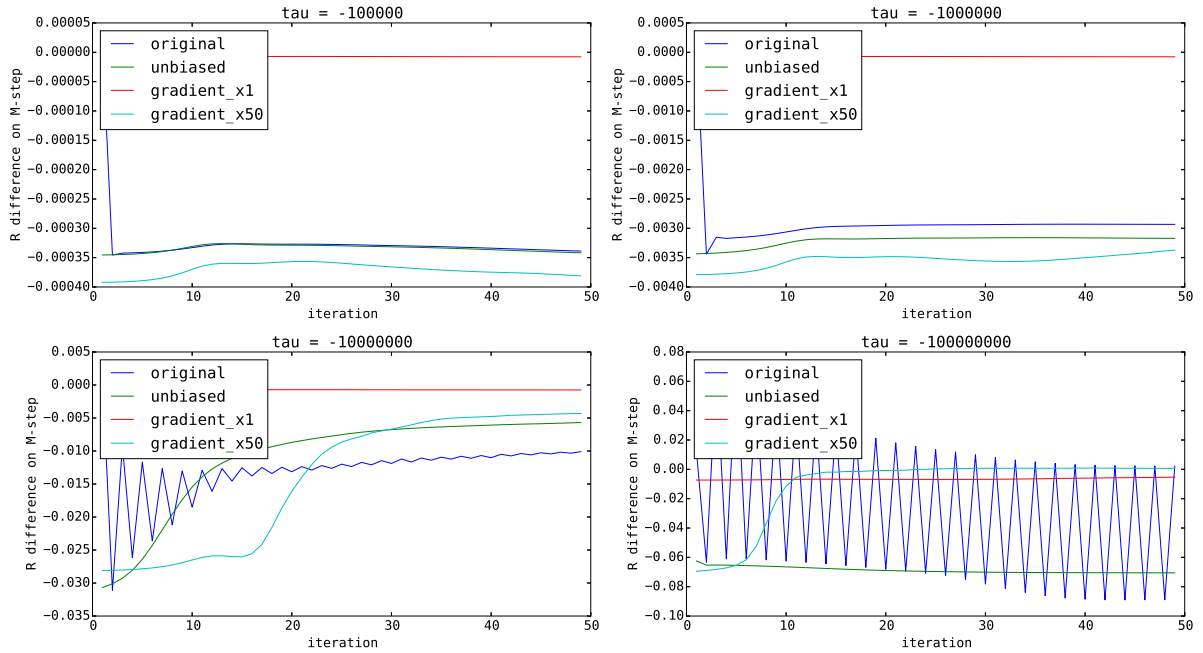 tau = -100000
0.00005
0.00000
−0.00005
−0.00010
−0.00015
−0.00020
−0.00025
−0.00030
−0.00035
−0.00040
R difference on M-step
original
unbiased
gradient_x1
gradient_x50
0 10 20 30 40 50
iteration
tau = -1000000
0.0005
0.0000
−0.0005
−0.0010
−0.0015
−0.0020
−0.0025
−0.0030
−0.0035
−0.0040
R difference on M-step
original
unbiased
gradient_x1
gradient_x50
0 10 20 30 40 50
iteration
tau = -10000000
0.005
0.000
−0.005
−0.010
−0.015
−0.020
−0.025
−0.030
−0.035
R difference on M-step
original
unbiased
gradient_x1
gradient_x50
0 10 20 30 40 50
iteration
tau = -100000000
0.08
0.06
0.04
0.02
0.00
−0.02
−0.04
−0.06
−0.08
−0.10
R difference on M-step
original
unbiased
gradient_x1
gradient_x50
0 10 20 30 40 50
iteration